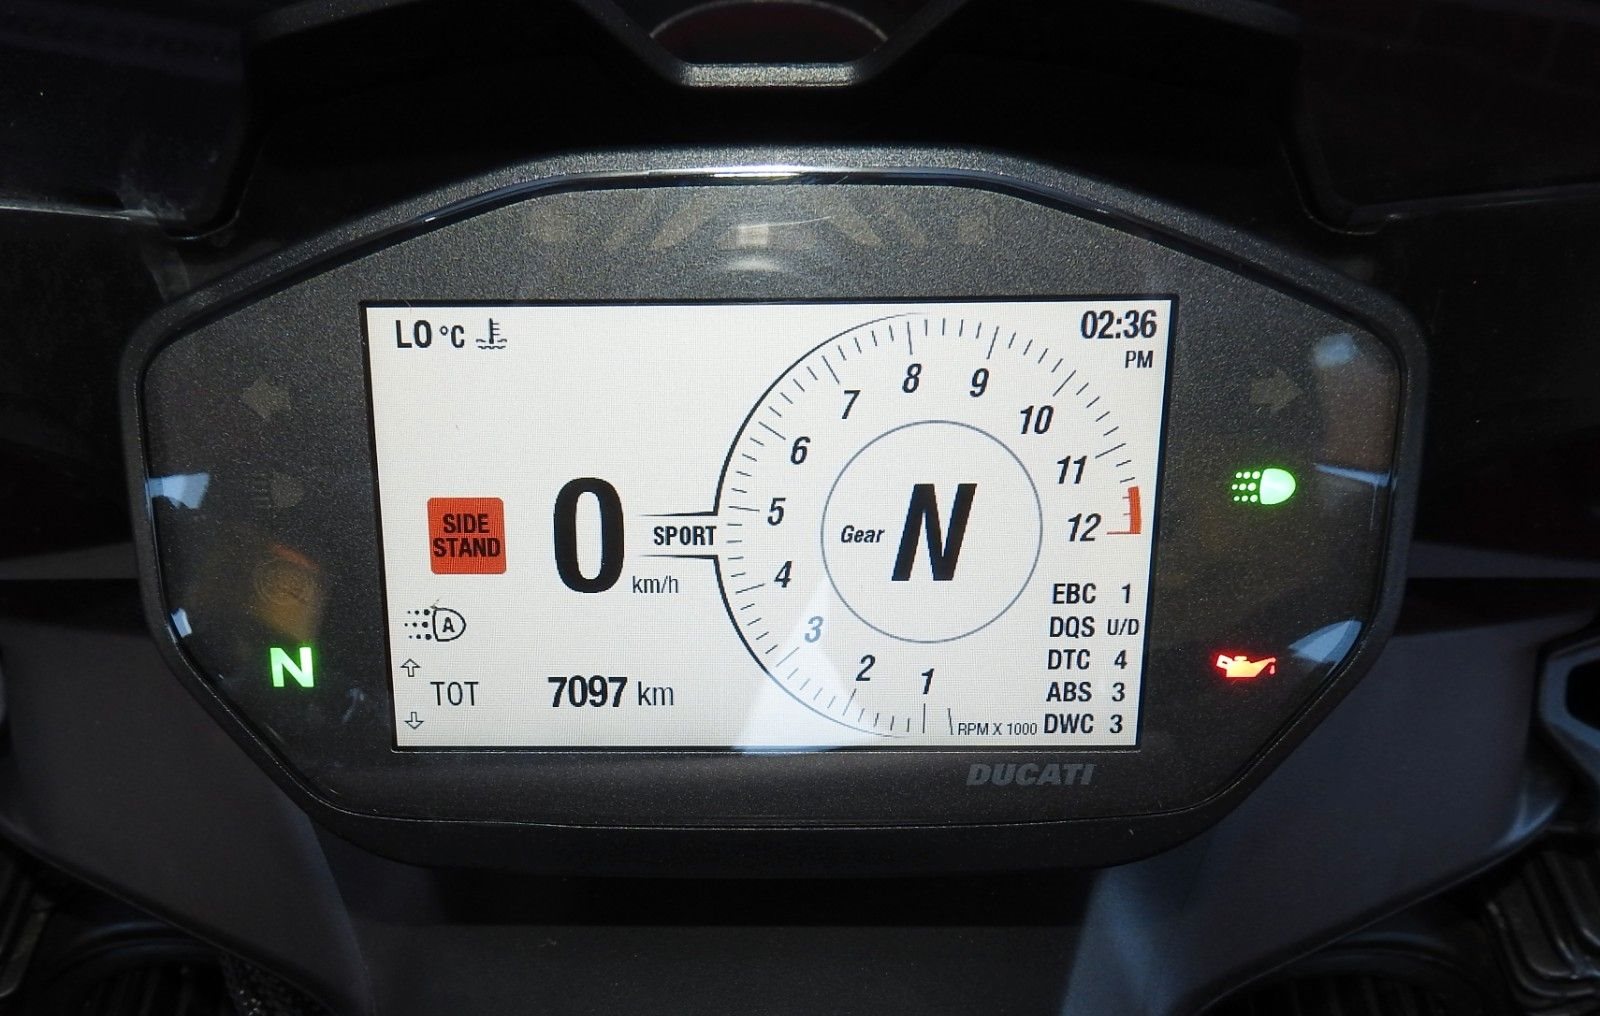 LO °C
02:36
PM
SIDE
STAND
0
km/h
SPORT
Gear N
1
2
3
4
5
6
7
8
9
10
11
12
RPM X 1000
EBC 1
DQS U/D
DTC 4
ABS 3
DWC 3
A
TOT 7097 km
N
DUCATI